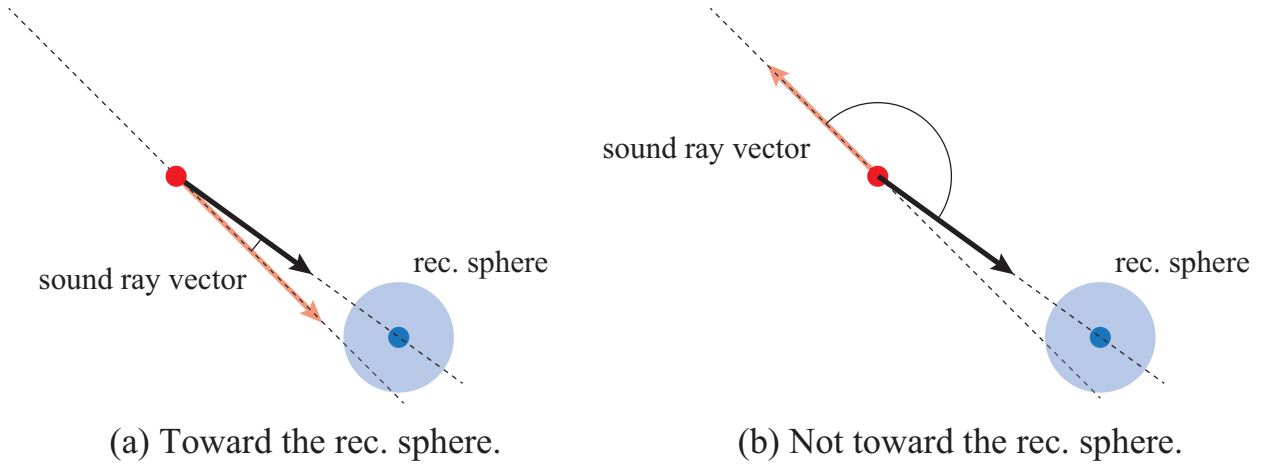 sound ray vector
rec. sphere
(a) Toward the rec. sphere.
sound ray vector
rec. sphere
(b) Not toward the rec. sphere.